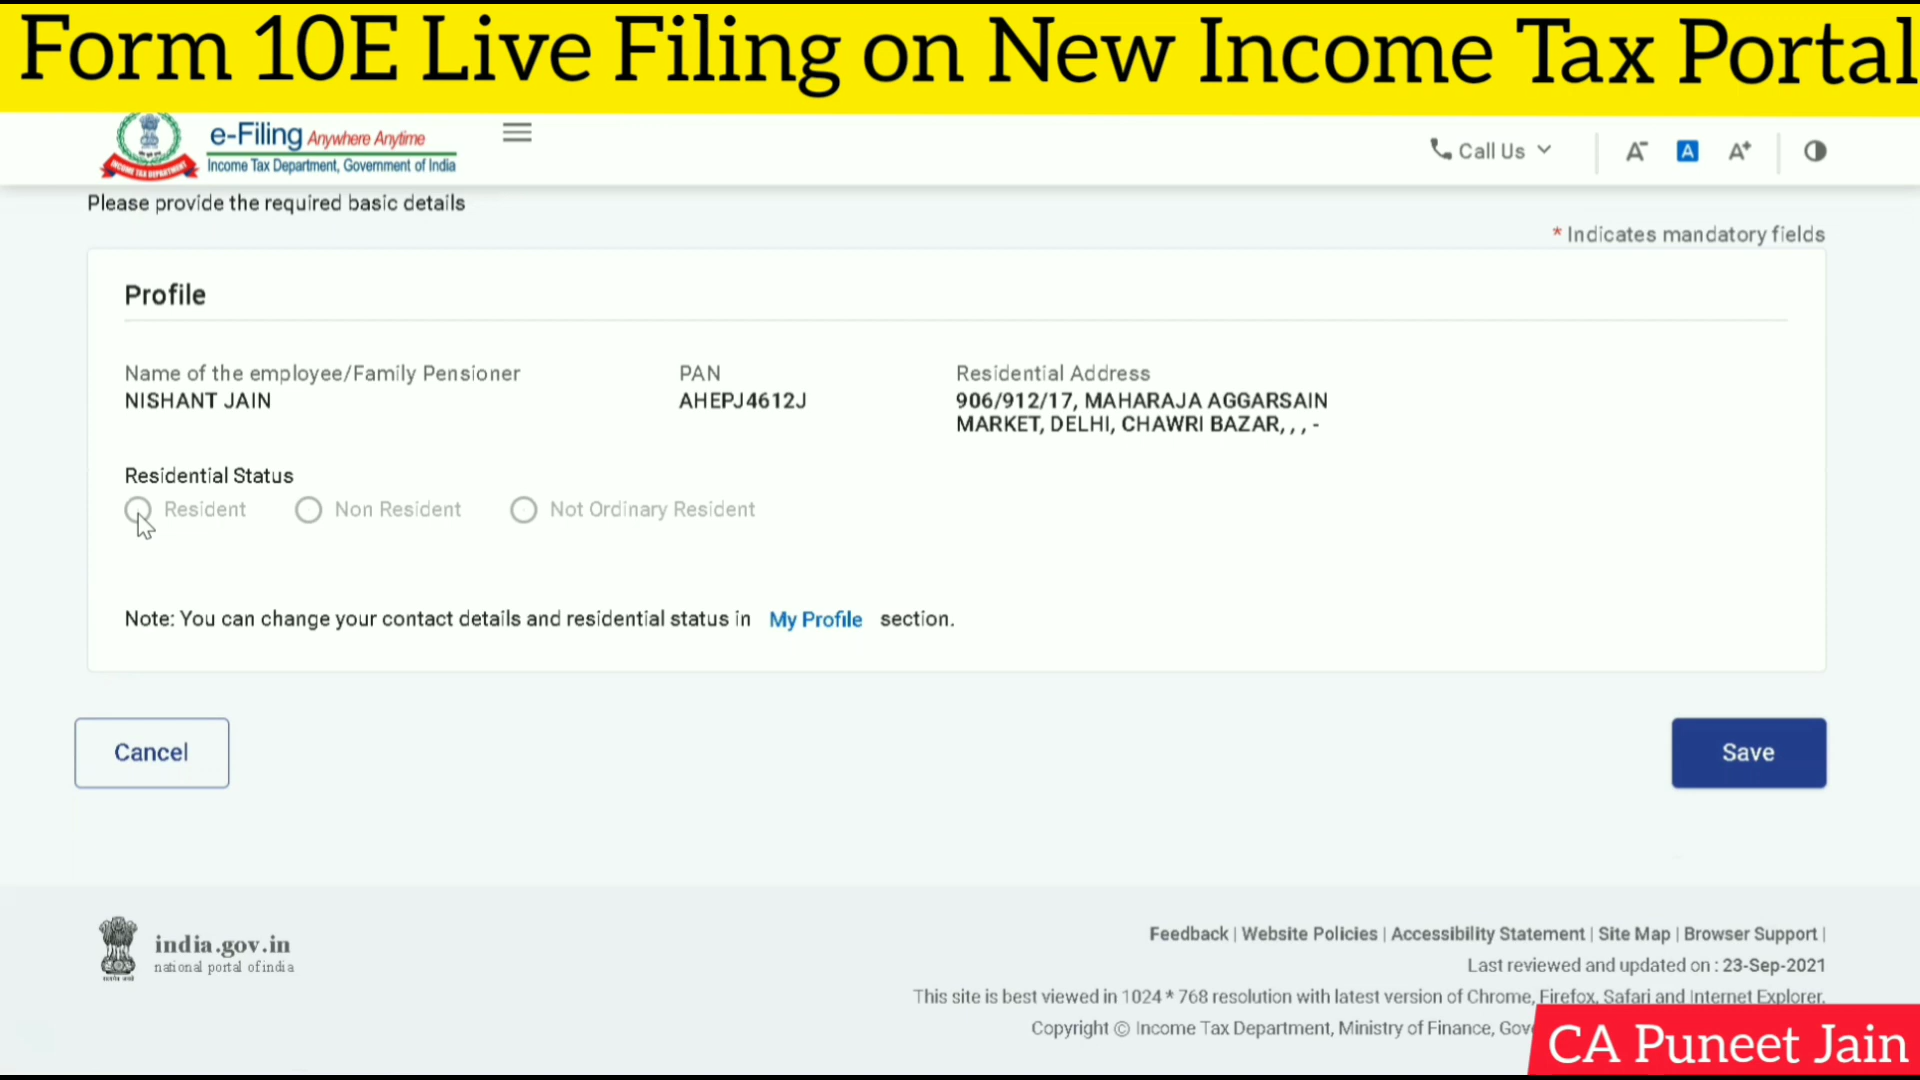 Form 10E Live Filing on New Income Tax Portal
e-Filing Anywhere Anytime
Income Tax Department, Government of India
Call Us
A- A A+
Please provide the required basic details
* Indicates mandatory fields
Profile
Name of the employee/Family Pensioner
NISHANT JAIN
PAN
AHEPJ4612J
Residential Address
906/912/17, MAHARAJA AGGARSAIN
MARKET, DELHI, CHAWRI BAZAR, , , -
Residential Status
Resident Non Resident Not Ordinary Resident
Note: You can change your contact details and residential status in My Profile section.
Cancel
Save
india.gov.in
national portal of india
Feedback | Website Policies | Accessibility Statement | Site Map | Browser Support |
Last reviewed and updated on : 23-Sep-2021
This site is best viewed in 1024 * 768 resolution with latest version of Chrome, Firefox, Safari and Internet Explorer.
Copyright © Income Tax Department, Ministry of Finance,
CA Puneet Jain